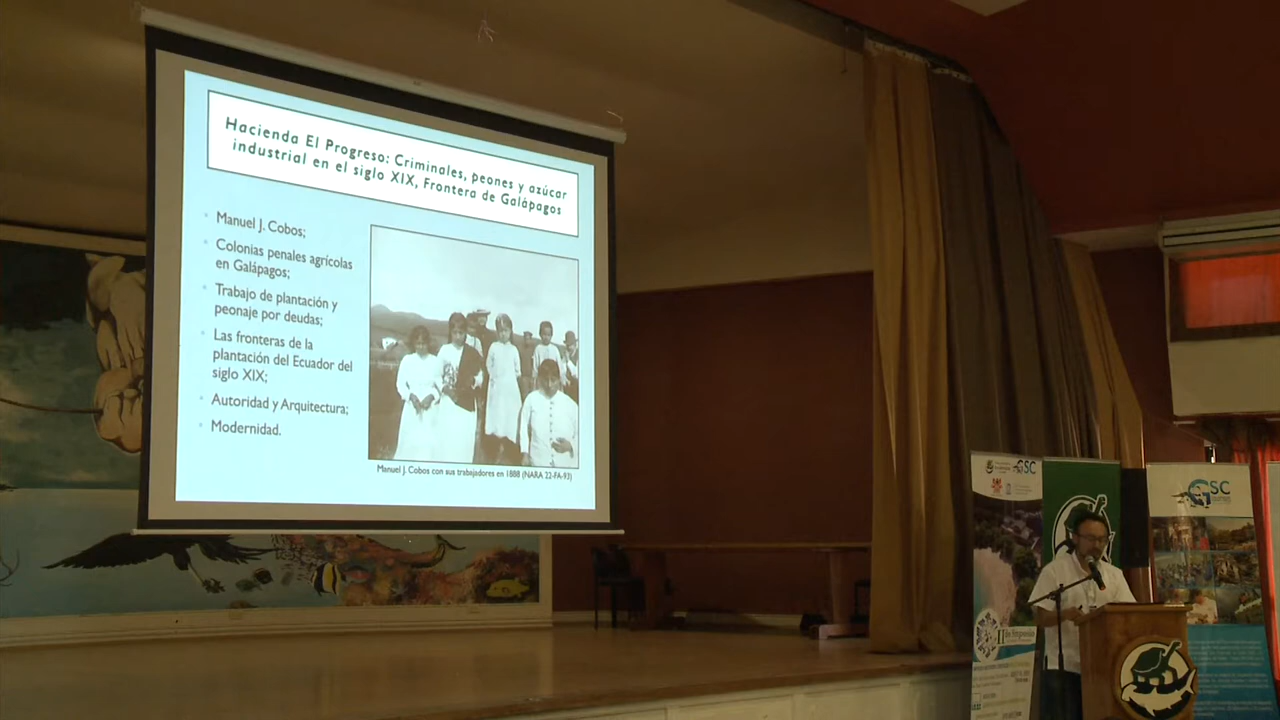 Hacienda El Progreso: Criminales, peones y azúcar
industrial en el siglo XIX, Frontera de Galápagos
Manuel J. Cobos;
Colonias penales agrícolas
en Galápagos;
Trabajo de plantación y
peonaje por deudas;
Las fronteras de la
plantación del Ecuador del
siglo XIX;
Autoridad y Arquitectura;
Modernidad.
Manuel J. Cobos con sus trabajadores en 1888 (NARA 22-FA-93)
GSC
GSC
II